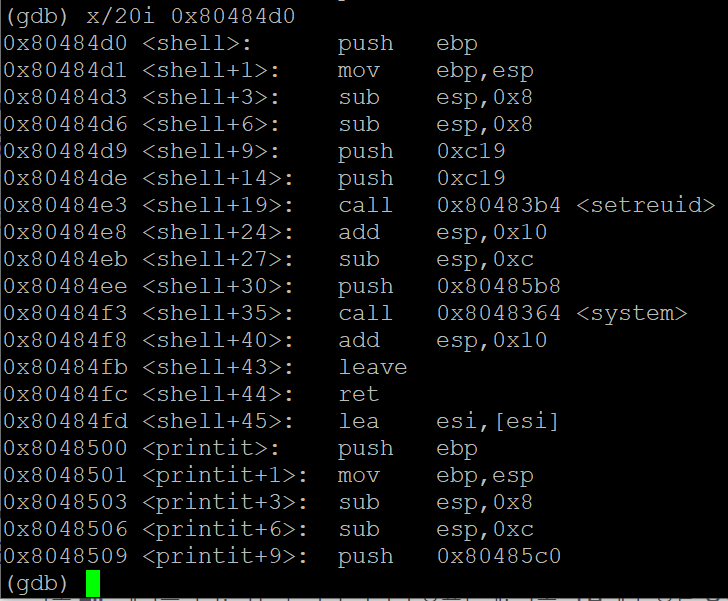 (gdb) x/20i 0x80484d0
0x80484d0 <shell>:	push	ebp
0x80484d1 <shell+1>:	mov	ebp,esp
0x80484d3 <shell+3>:	sub	esp,0x8
0x80484d6 <shell+6>:	sub	esp,0x8
0x80484d9 <shell+9>:	push	0xc19
0x80484de <shell+14>:	push	0xc19
0x80484e3 <shell+19>:	call	0x80483b4 <setreuid>
0x80484e8 <shell+24>:	add	esp,0x10
0x80484eb <shell+27>:	sub	esp,0xc
0x80484ee <shell+30>:	push	0x80485b8
0x80484f3 <shell+35>:	call	0x8048364 <system>
0x80484f8 <shell+40>:	add	esp,0x10
0x80484fb <shell+43>:	leave
0x80484fc <shell+44>:	ret
0x80484fd <shell+45>:	lea	esi,[esi]
0x8048500 <printit>:	push	ebp
0x8048501 <printit+1>:	mov	ebp,esp
0x8048503 <printit+3>:	sub	esp,0x8
0x8048506 <printit+6>:	sub	esp,0xc
0x8048509 <printit+9>:	push	0x80485c0
(gdb)